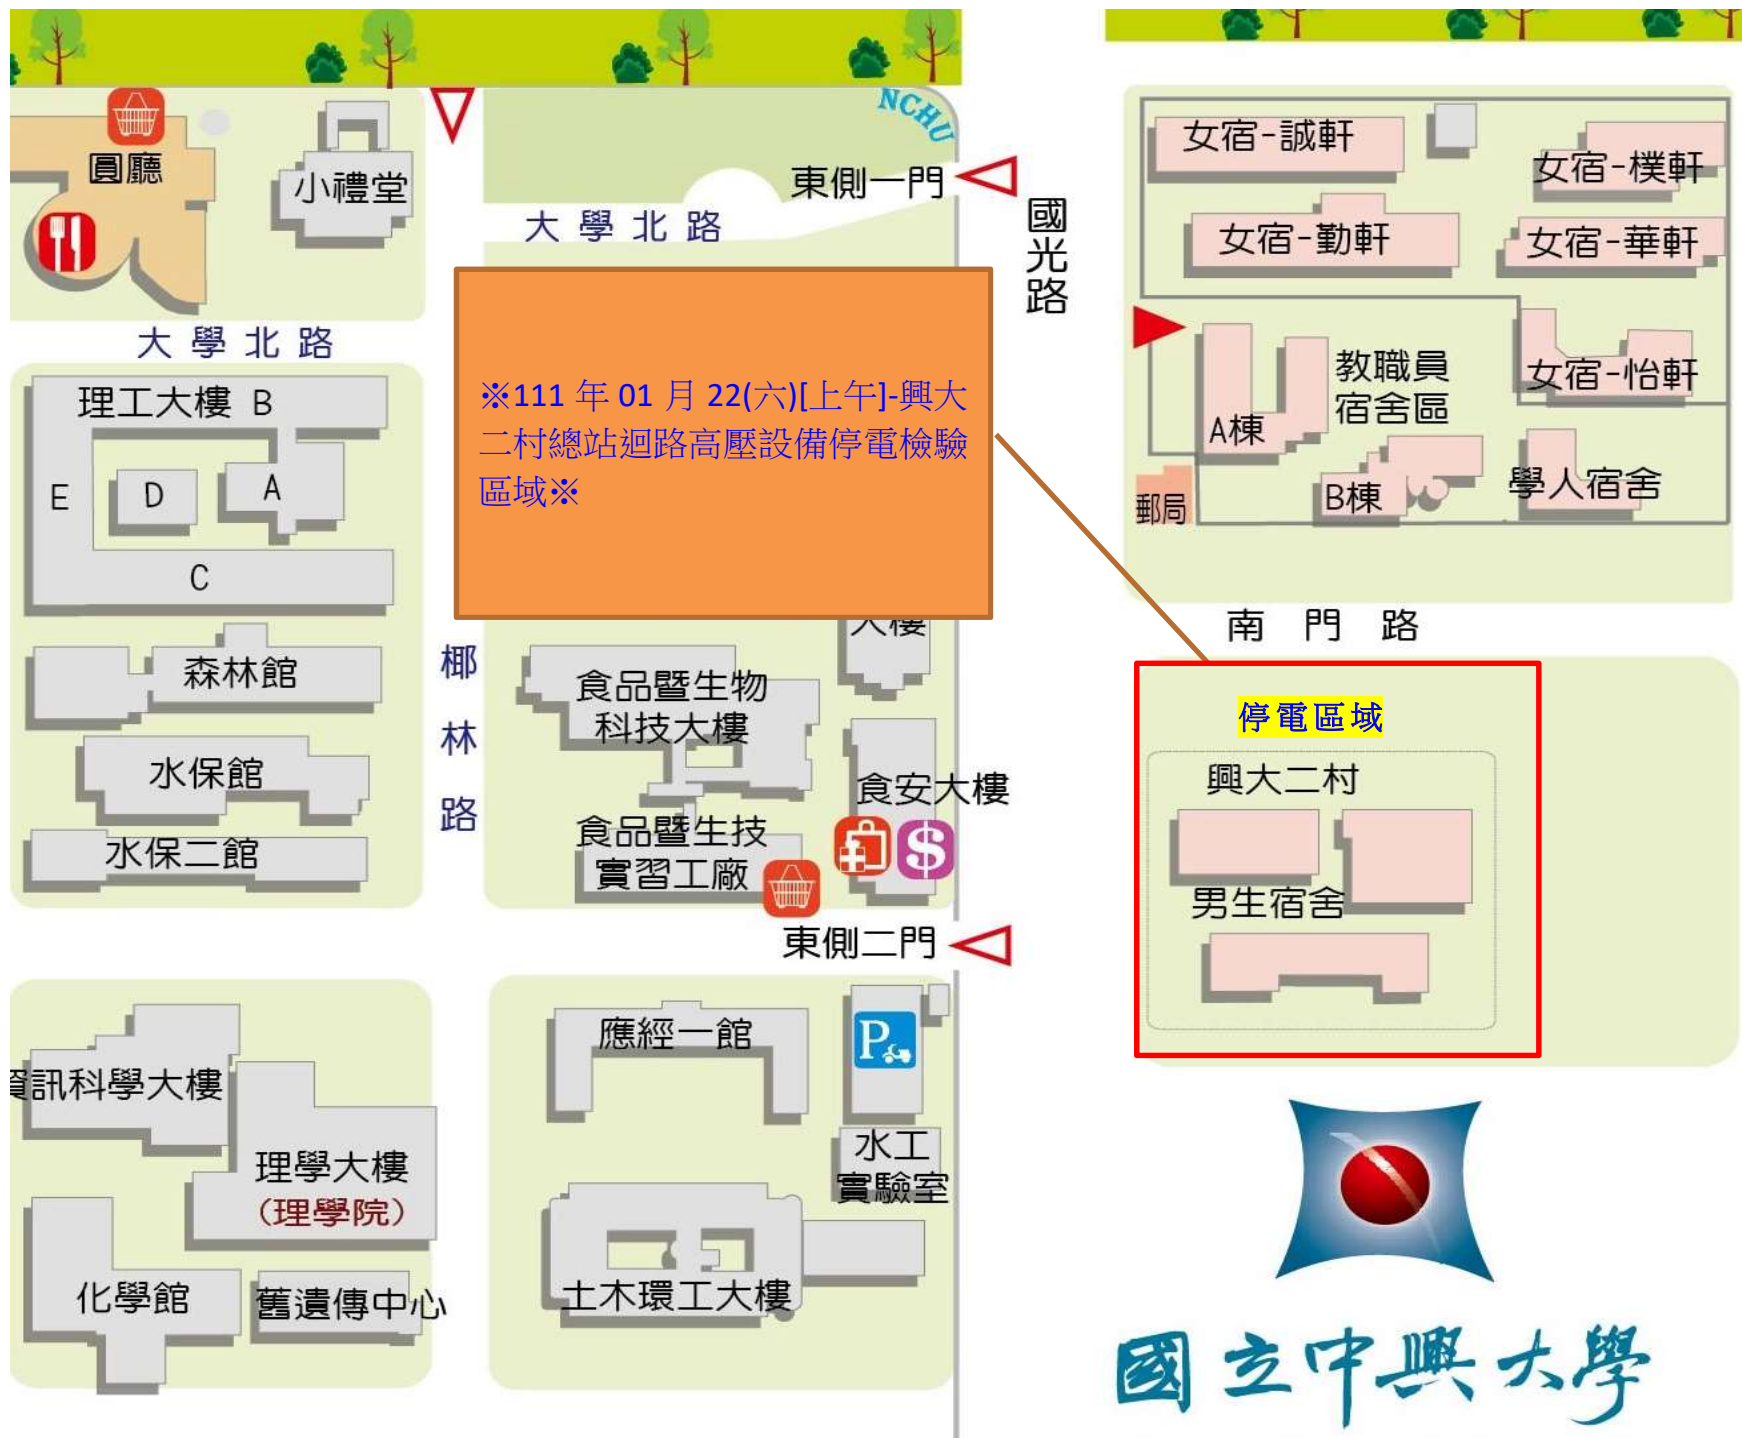 NCHU
圓廳
小禮堂
東側一門
大學北路
國光路
女宿-誠軒
女宿-樸軒
女宿-勤軒
女宿-華軒
大學北路
※111 年 01 月 22(六)[上午]-興大
二村總站迴路高壓設備停電檢驗
區域※
教職員
宿舍區
女宿-怡軒
A棟
B棟
學人宿舍
郵局
理工大樓 B
E
D
A
C
南門路
森林館
椰林路
大樓
食品暨生物
科技大樓
停電區域
水保館
食安大樓
興大二村
水保二館
食品暨生技
實習工廠
$
男生宿舍
東側二門
應經一館
P
資訊科學大樓
水工
實驗室
理學大樓
(理學院)
化學館
舊遺傳中心
土木環工大樓
國立中興大學